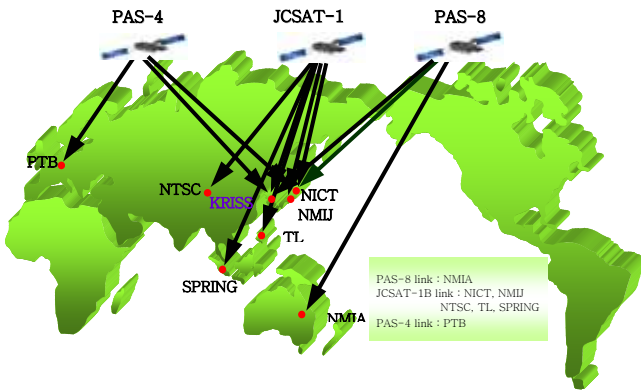 PAS-4 JCSAT-1 PAS-8
PTB
NTSC
KRISS
NICT
NMIJ
TL
SPRING
NMIA
PAS-8 link : NMIA
JCSAT-1B link : NICT, NMIJ
NTSC, TL, SPRING
PAS-4 link : PTB